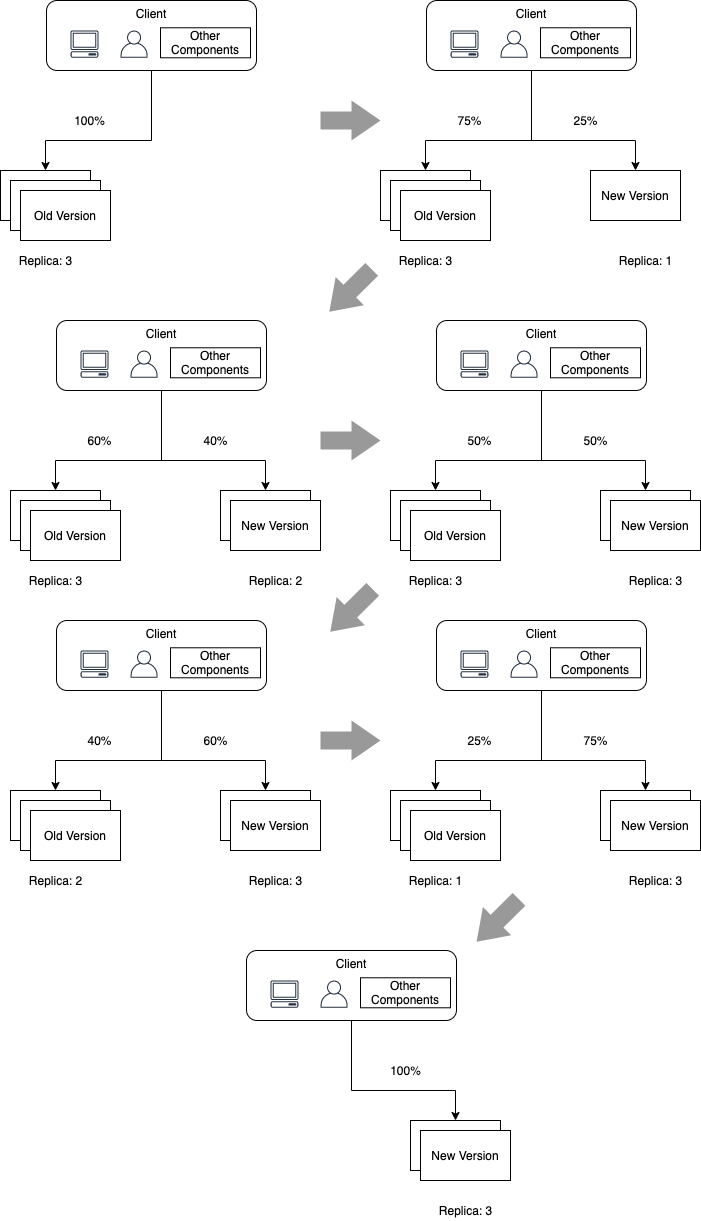 Client
Other
Components
100%
Old Version
Replica: 3
Client
Other
Components
75%
25%
Old Version
New Version
Replica: 3
Replica: 1
Client
Other
Components
60%
40%
Old Version
New Version
Replica: 3
Replica: 2
Client
Other
Components
50%
50%
Old Version
New Version
Replica: 3
Replica: 3
Client
Other
Components
40%
60%
Old Version
New Version
Replica: 2
Replica: 3
Client
Other
Components
25%
75%
Old Version
New Version
Replica: 1
Replica: 3
Client
Other
Components
100%
New Version
Replica: 3